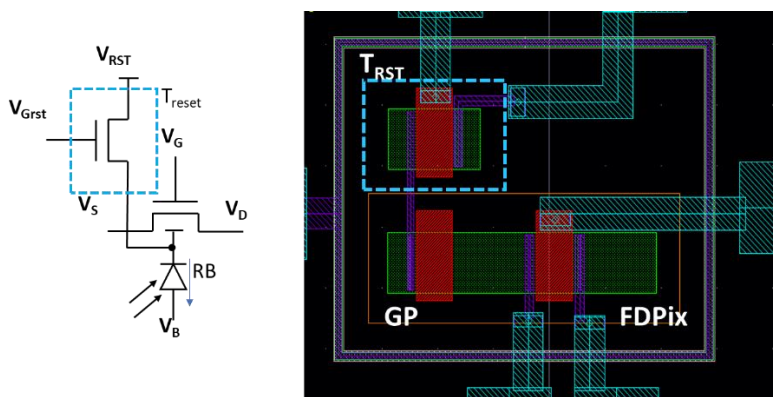 V_RST
T_reset
V_Grst
V_G
V_S
V_D
RB
V_B
T_RST
GP
FDPix